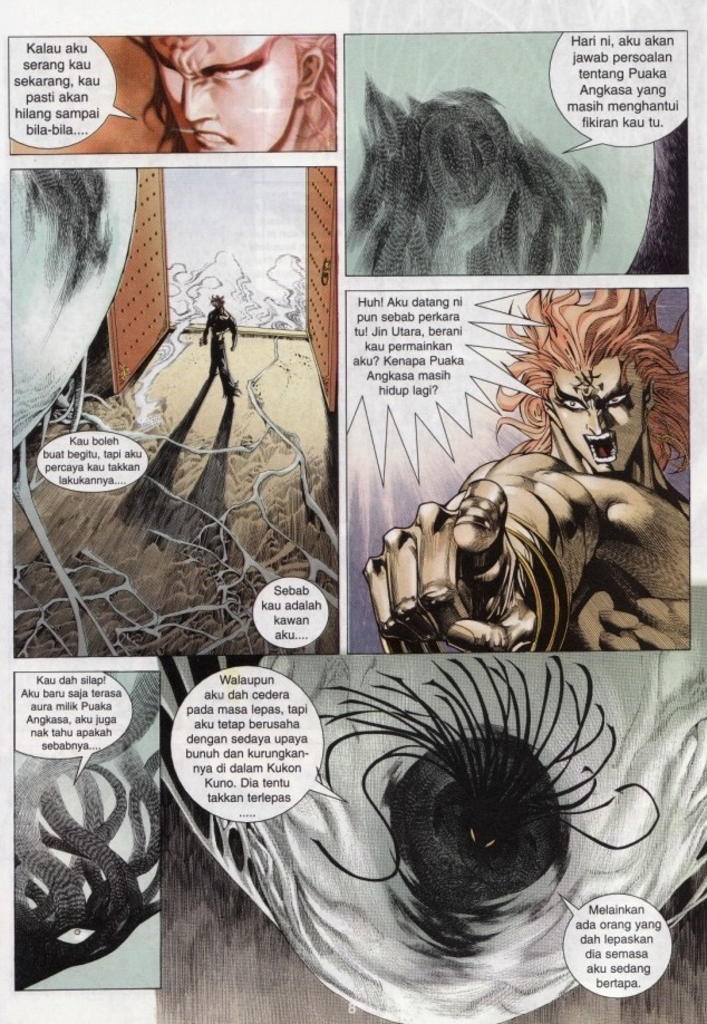 Kalau aku
serang kau
sekarang, kau
pasti akan
hilang sampai
bila-bila....
Hari ni, aku akan
jawab persoalan
tentang Puaka
Angkasa yang
masih menghantui
fikiran kau tu.
Kau boleh
buat begitu, tapi aku
percaya kau takkan
lakukannya....
Sebab
kau adalah
kawan
aku....
Huh! Aku datang ni
pun sebab perkara
tu! Jin Utara, berani
kau permainkan
aku? Kenapa Puaka
Angkasa masih
hidup lagi?
Kau dah silap!
Aku baru saja terasa
aura milik Puaka
Angkasa, aku juga
nak tahu apakah
sebabnya....
Walaupun
aku dah cedera
pada masa lepas, tapi
aku tetap berusaha
dengan sedaya upaya
bunuh dan kurungkan-
nya di dalam Kukon
Kuno. Dia tentu
takkan terlepas
.....
Melainkan
ada orang yang
dah lepaskan
dia semasa
aku sedang
bertapa.
8